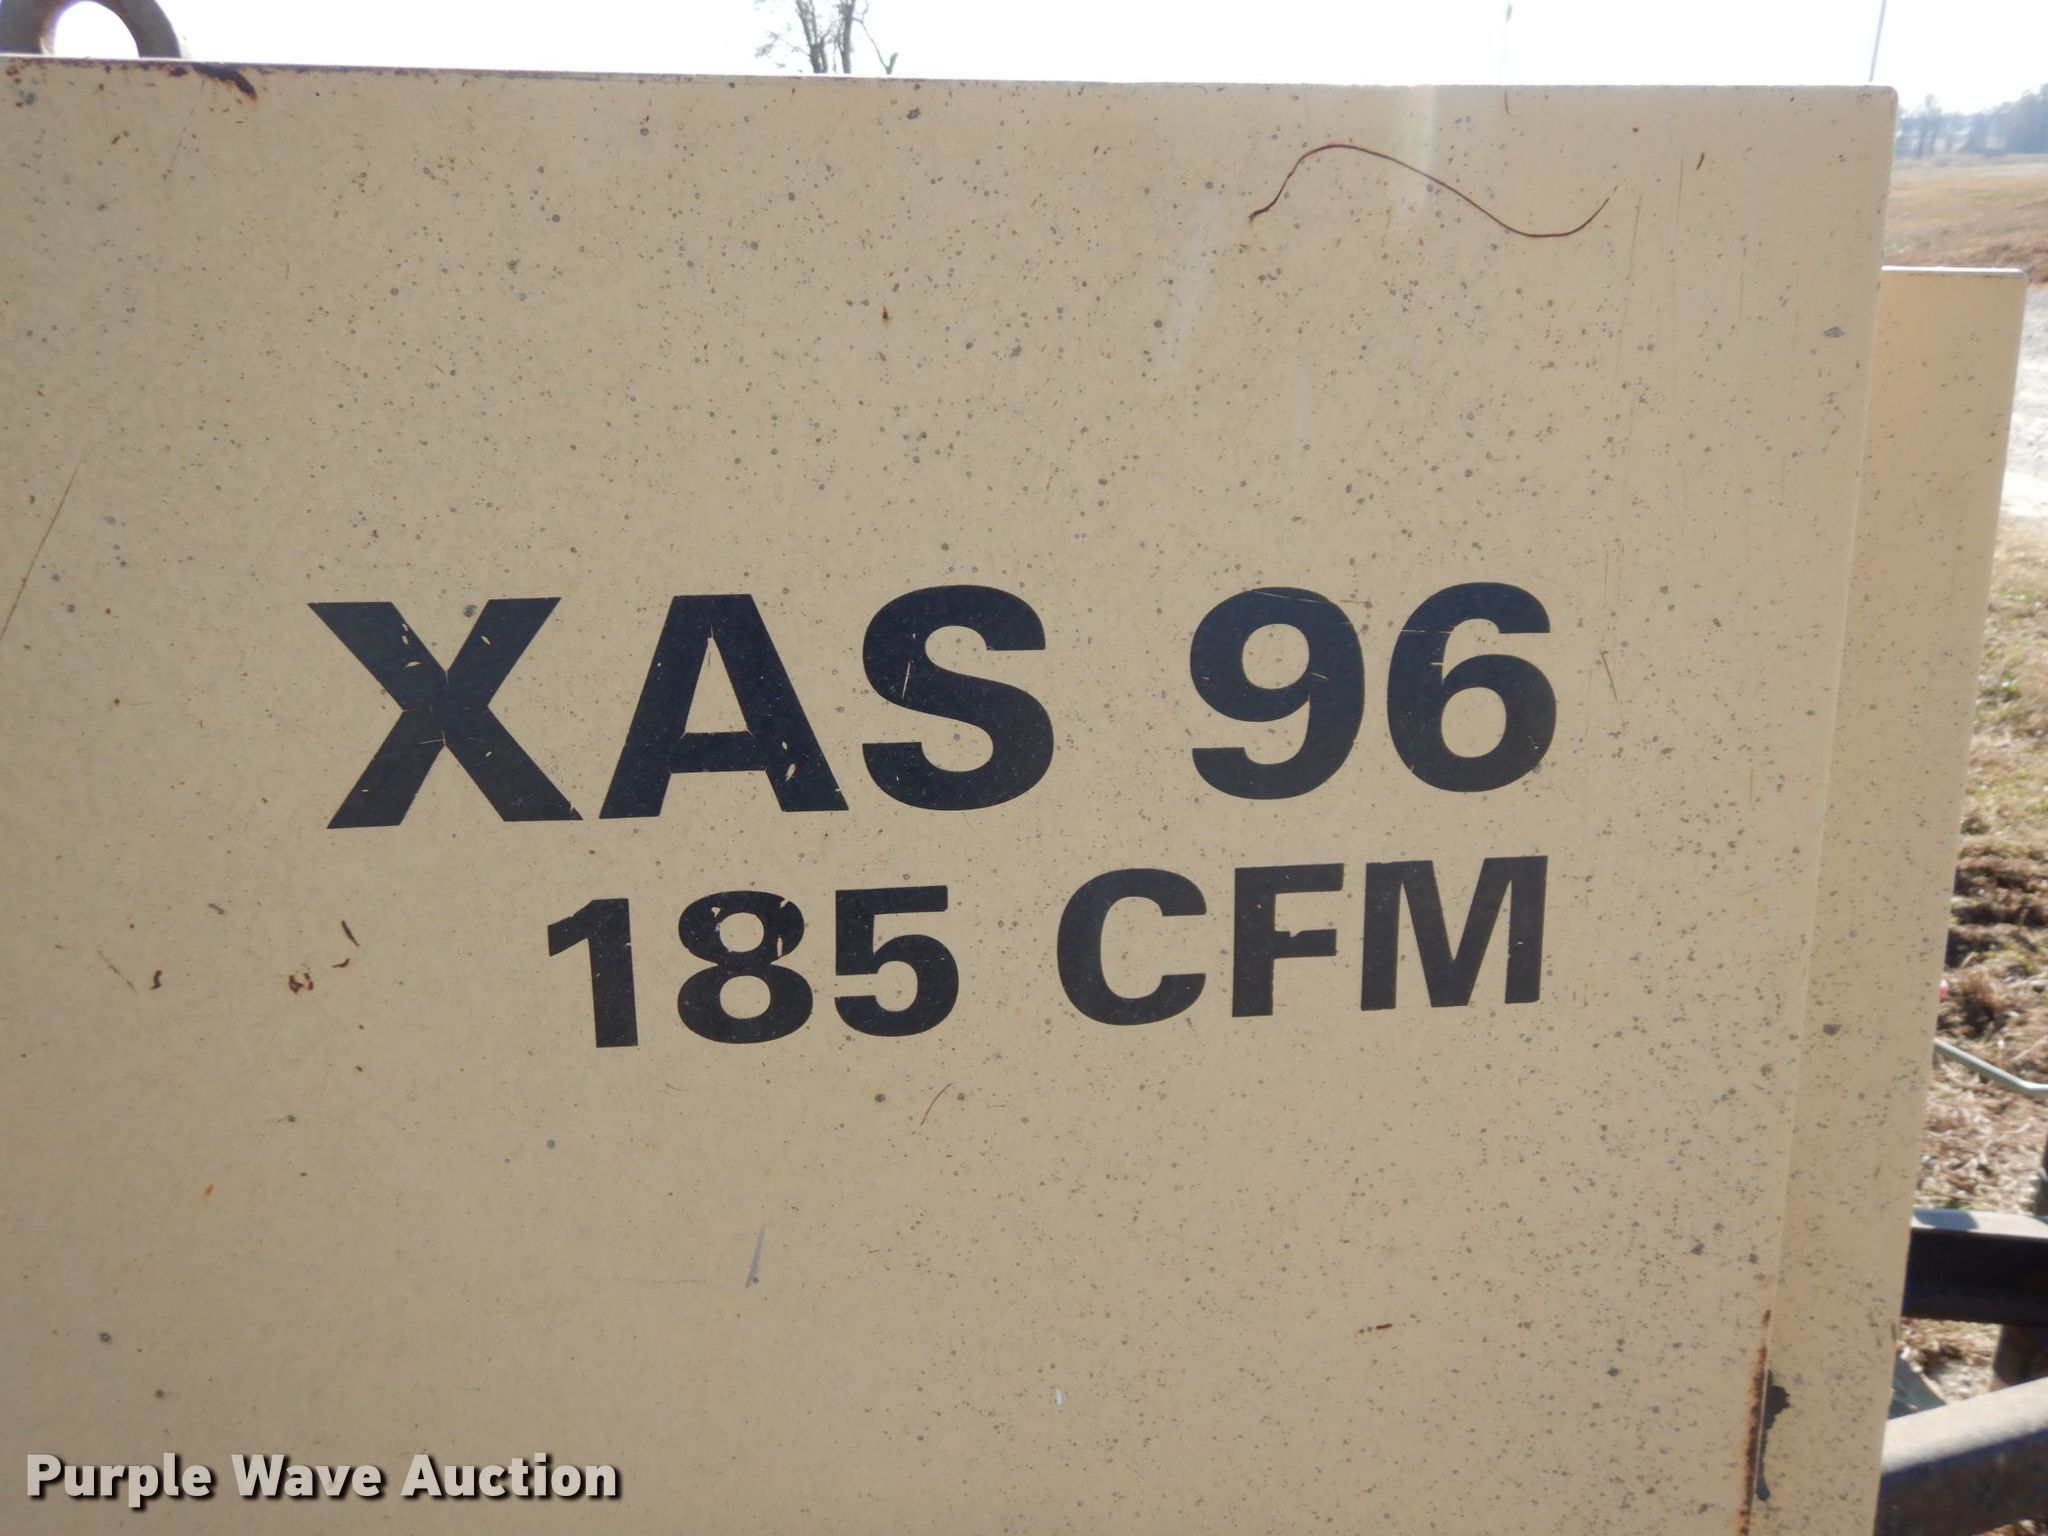 XAS 96
185 CFM
Purple Wave Auction